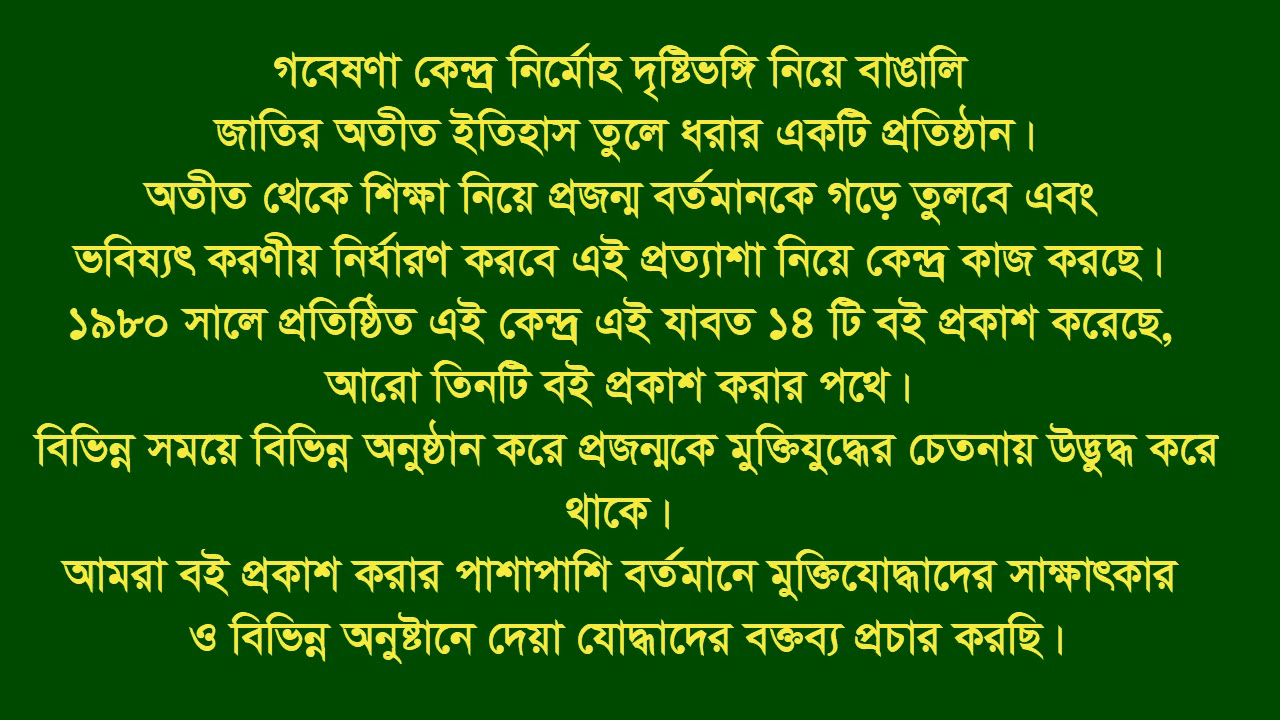 গবেষণা কেন্দ্র নির্মোহ দৃষ্টিভঙ্গি নিয়ে বাঙালি
জাতির অতীত ইতিহাস তুলে ধরার একটি প্রতিষ্ঠান।
অতীত থেকে শিক্ষা নিয়ে প্রজন্ম বর্তমানকে গড়ে তুলবে এবং
ভবিষ্যৎ করণীয় নির্ধারণ করবে এই প্রত্যাশা নিয়ে কেন্দ্র কাজ করছে।
১৯৮০ সালে প্রতিষ্ঠিত এই কেন্দ্র এই যাবত ১৪ টি বই প্রকাশ করেছে,
আরো তিনটি বই প্রকাশ করার পথে।
বিভিন্ন সময়ে বিভিন্ন অনুষ্ঠান করে প্রজন্মকে মুক্তিযুদ্ধের চেতনায় উদ্ভুদ্ধ করে
থাকে।
আমরা বই প্রকাশ করার পাশাপাশি বর্তমানে মুক্তিযোদ্ধাদের সাক্ষাৎকার
ও বিভিন্ন অনুষ্টানে দেয়া যোদ্ধাদের বক্তব্য প্রচার করছি।